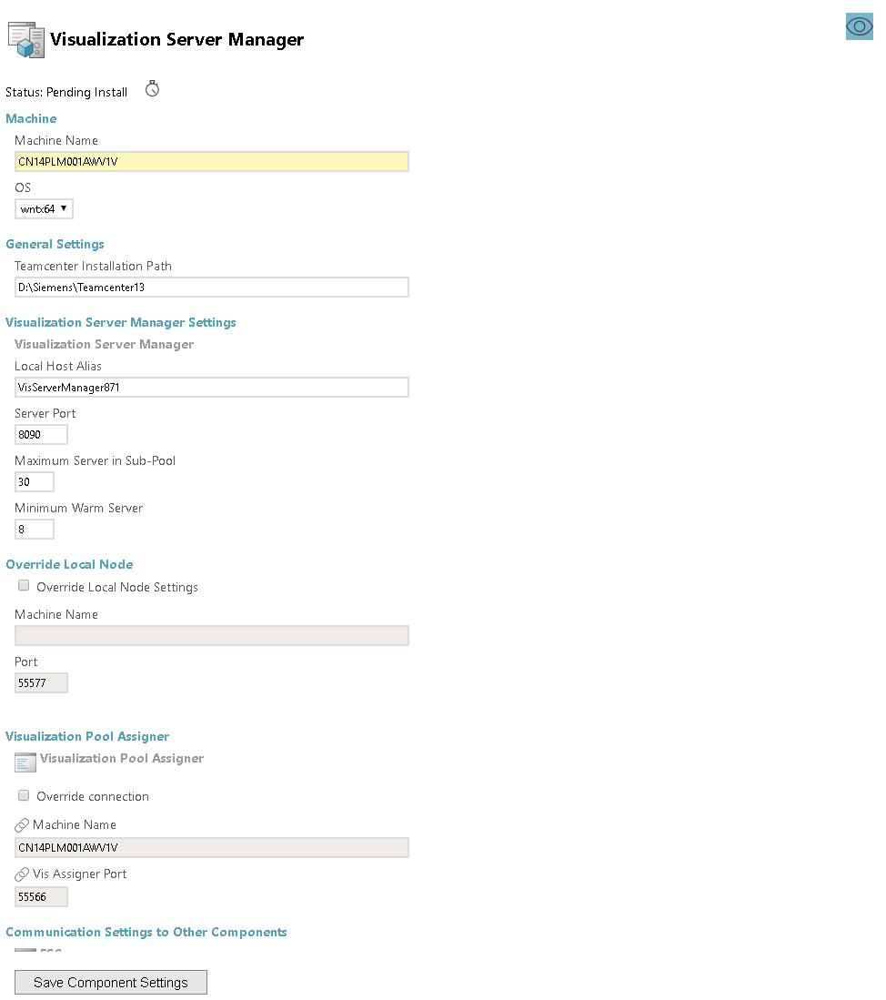 Visualization Server Manager
Status: Pending Install
Machine
Machine Name
CN14PLM001AWV1V
OS
wntx64
General Settings
Teamcenter Installation Path
D:\Siemens\Teamcenter13
Visualization Server Manager Settings
Visualization Server Manager
Local Host Alias
VisServerManager871
Server Port
8090
Maximum Server in Sub-Pool
30
Minimum Warm Server
8
Override Local Node
Override Local Node Settings
Machine Name
Port
55577
Visualization Pool Assigner
Visualization Pool Assigner
Override connection
Machine Name
CN14PLM001AWV1V
Vis Assigner Port
55566
Communication Settings to Other Components
Save Component Settings